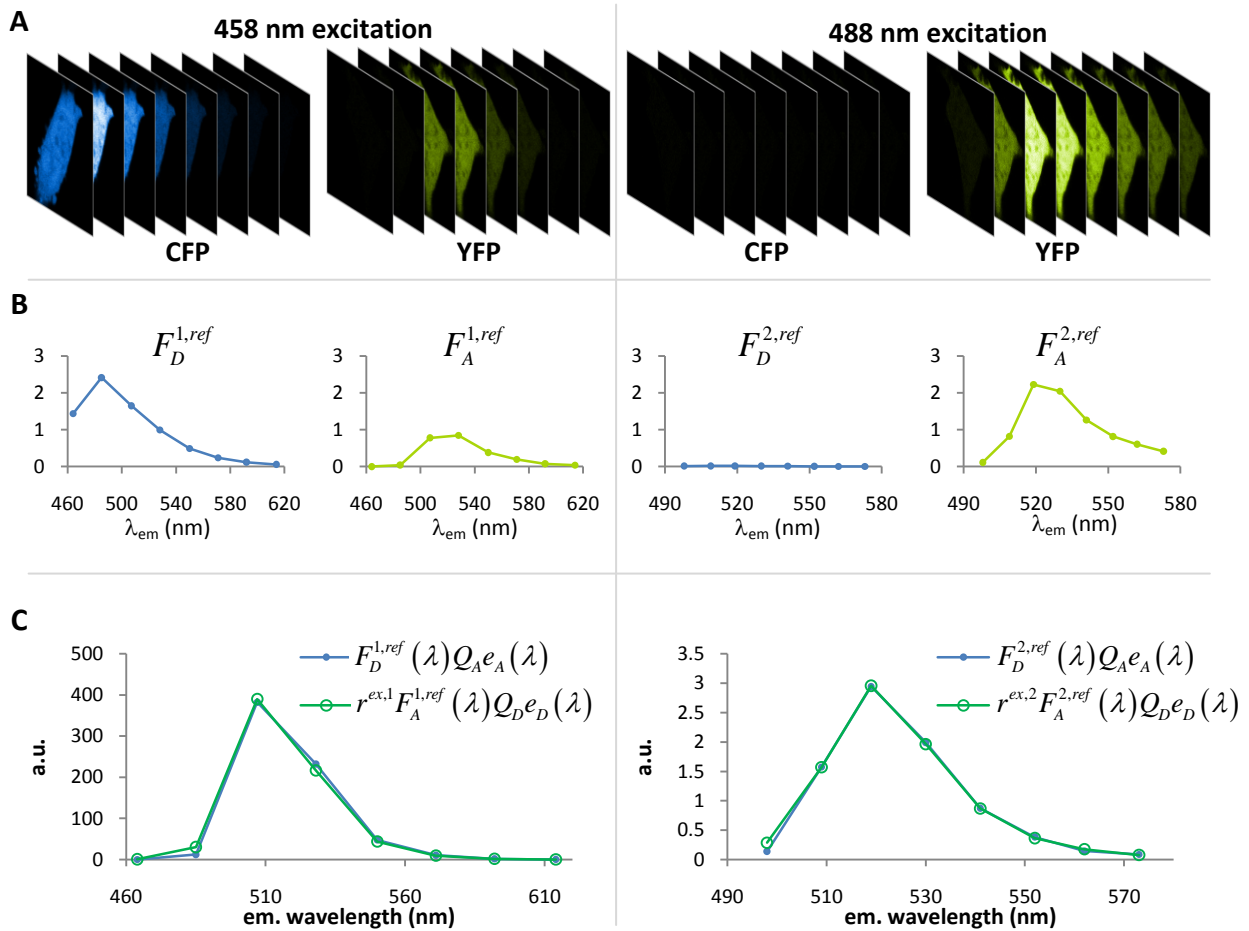 A
458 nm excitation
488 nm excitation
CFP
YFP
CFP
YFP
B
F_D^{1,ref}
F_A^{1,ref}
F_D^{2,ref}
F_A^{2,ref}
3
2
1
0
460 500 540 580 620
λem (nm)
3
2
1
0
460 500 540 580 620
λem (nm)
3
2
1
0
490 520 550 580
λem (nm)
3
2
1
0
490 520 550 580
λem (nm)
C
500
400
300
200
100
0
a.u.
F_D^{1,ref}(λ)Q_A e_A(λ)
r^{ex,1}F_A^{1,ref}(λ)Q_D e_D(λ)
460 510 560 610
em. wavelength (nm)
3.5
3
2.5
2
1.5
1
0.5
0
a.u.
F_D^{2,ref}(λ)Q_A e_A(λ)
r^{ex,2}F_A^{2,ref}(λ)Q_D e_D(λ)
490 510 530 550 570
em. wavelength (nm)